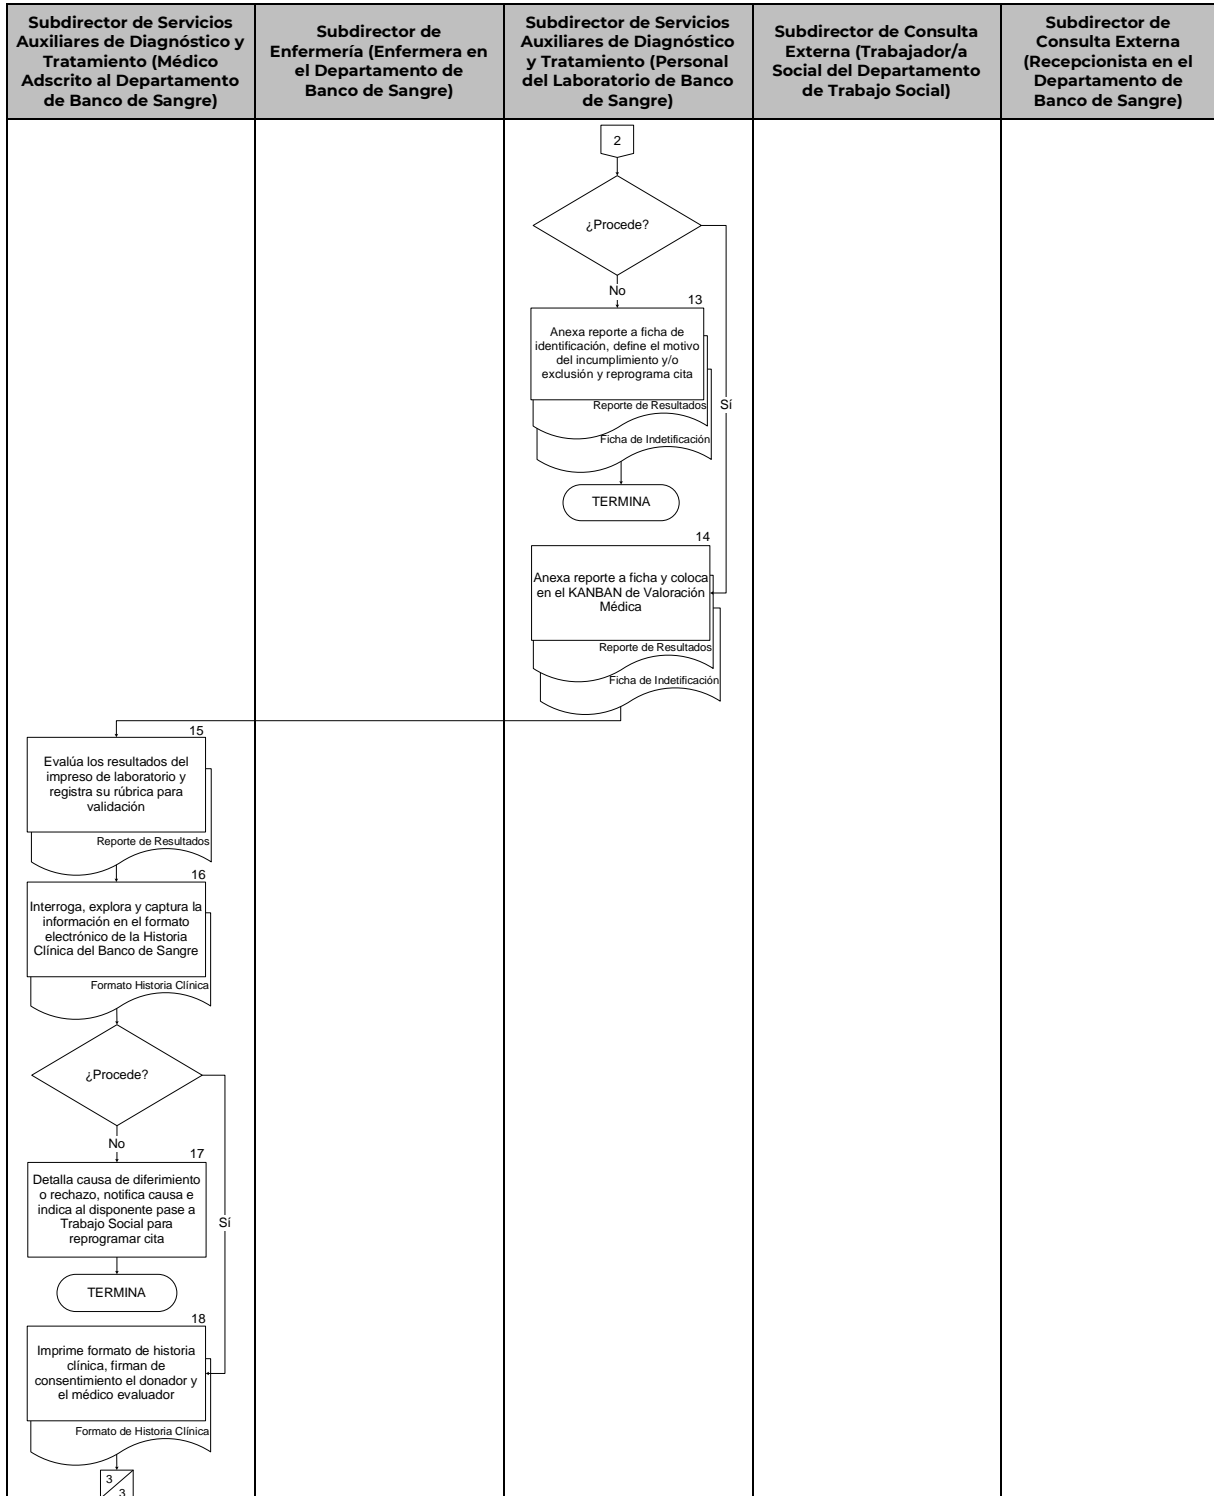 Subdirector de Servicios
Auxiliares de Diagnóstico y
Tratamiento (Médico
Adscrito al Departamento
de Banco de Sangre)
Subdirector de
Enfermería (Enfermera en
el Departamento de
Banco de Sangre)
Subdirector de Servicios
Auxiliares de Diagnóstico
y Tratamiento (Personal
del Laboratorio de Banco
de Sangre)
Subdirector de Consulta
Externa (Trabajador/a
Social del Departamento
de Trabajo Social)
Subdirector de
Consulta Externa
(Recepcionista en el
Departamento de
Banco de Sangre)
2
¿Procede?
No
13
Anexa reporte a ficha de
identificación, define el motivo
del incumplimiento y/o
exclusión y reprograma cita
Reporte de Resultados
Sí
Ficha de Indetificación
TERMINA
14
Anexa reporte a ficha y coloca
en el KANBAN de Valoración
Médica
Reporte de Resultados
Ficha de Indetificación
15
Evalúa los resultados del
impreso de laboratorio y
registra su rúbrica para
validación
Reporte de Resultados
16
Interroga, explora y captura la
información en el formato
electrónico de la Historia
Clínica del Banco de Sangre
Formato Historia Clínica
¿Procede?
No
17
Detalla causa de diferimiento
o rechazo, notifica causa e
indica al disponente pase a
Trabajo Social para
reprogramar cita
Sí
TERMINA
18
Imprime formato de historia
clínica, firman de
consentimiento el donador y
el médico evaluador
Formato de Historia Clínica
3
3